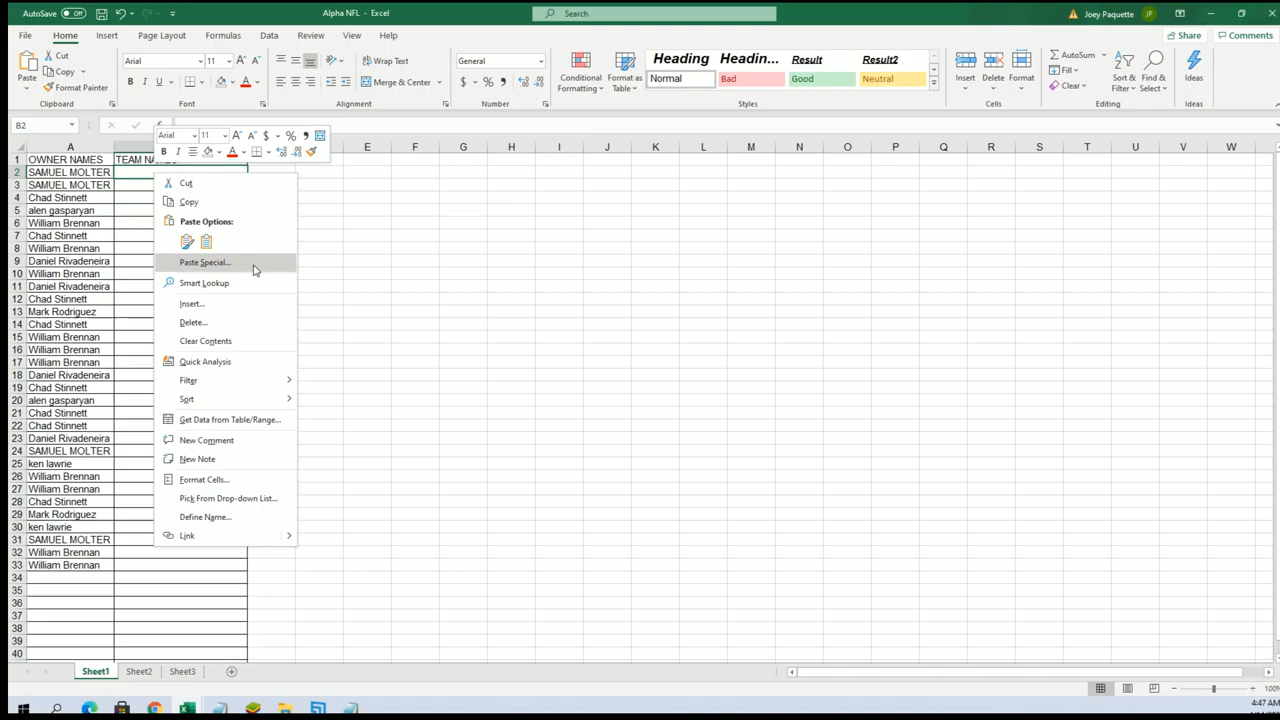 AutoSave Off Alpha NFL - Excel Search Joey Paquette JP
File Home Insert Page Layout Formulas Data Review View Help Share Comments
Paste Cut Copy Format Painter Clipboard
Arial 11 B I U Font
Wrap Text Merge & Center Alignment
General $ % Number
Conditional Formatting Format as Table
Heading Headin... Result Result2
Normal Bad Good Neutral
Styles
Insert Delete Format Cells
AutoSum Fill Clear Sort & Filter Find & Select Editing
Ideas Ideas
B2
Arial 11 $ %
B I A
A E F G H I J K L M N O P Q R S T U V W
1 OWNER NAMES TEAM NAMES
2 SAMUEL MOLTER
3 SAMUEL MOLTER
4 Chad Stinnett
5 alen gasparyan
6 William Brennan
7 Chad Stinnett
8 William Brennan
9 Daniel Rivadeneira
10 William Brennan
11 Daniel Rivadeneira
12 Chad Stinnett
13 Mark Rodriguez
14 Chad Stinnett
15 William Brennan
16 William Brennan
17 William Brennan
18 Daniel Rivadeneira
19 Chad Stinnett
20 alen gasparyan
21 Chad Stinnett
22 Chad Stinnett
23 Daniel Rivadeneira
24 SAMUEL MOLTER
25 ken lawrie
26 William Brennan
27 William Brennan
28 Chad Stinnett
29 Mark Rodriguez
30 ken lawrie
31 SAMUEL MOLTER
32 William Brennan
33 William Brennan
34
35
36
37
38
39
40
Cut
Copy
Paste Options:
Paste Special...
Smart Lookup
Insert...
Delete...
Clear Contents
Quick Analysis
Filter
Sort
Get Data from Table/Range...
New Comment
New Note
Format Cells...
Pick From Drop-down List...
Define Name...
Link
Sheet1 Sheet2 Sheet3
100%
4:47 AM